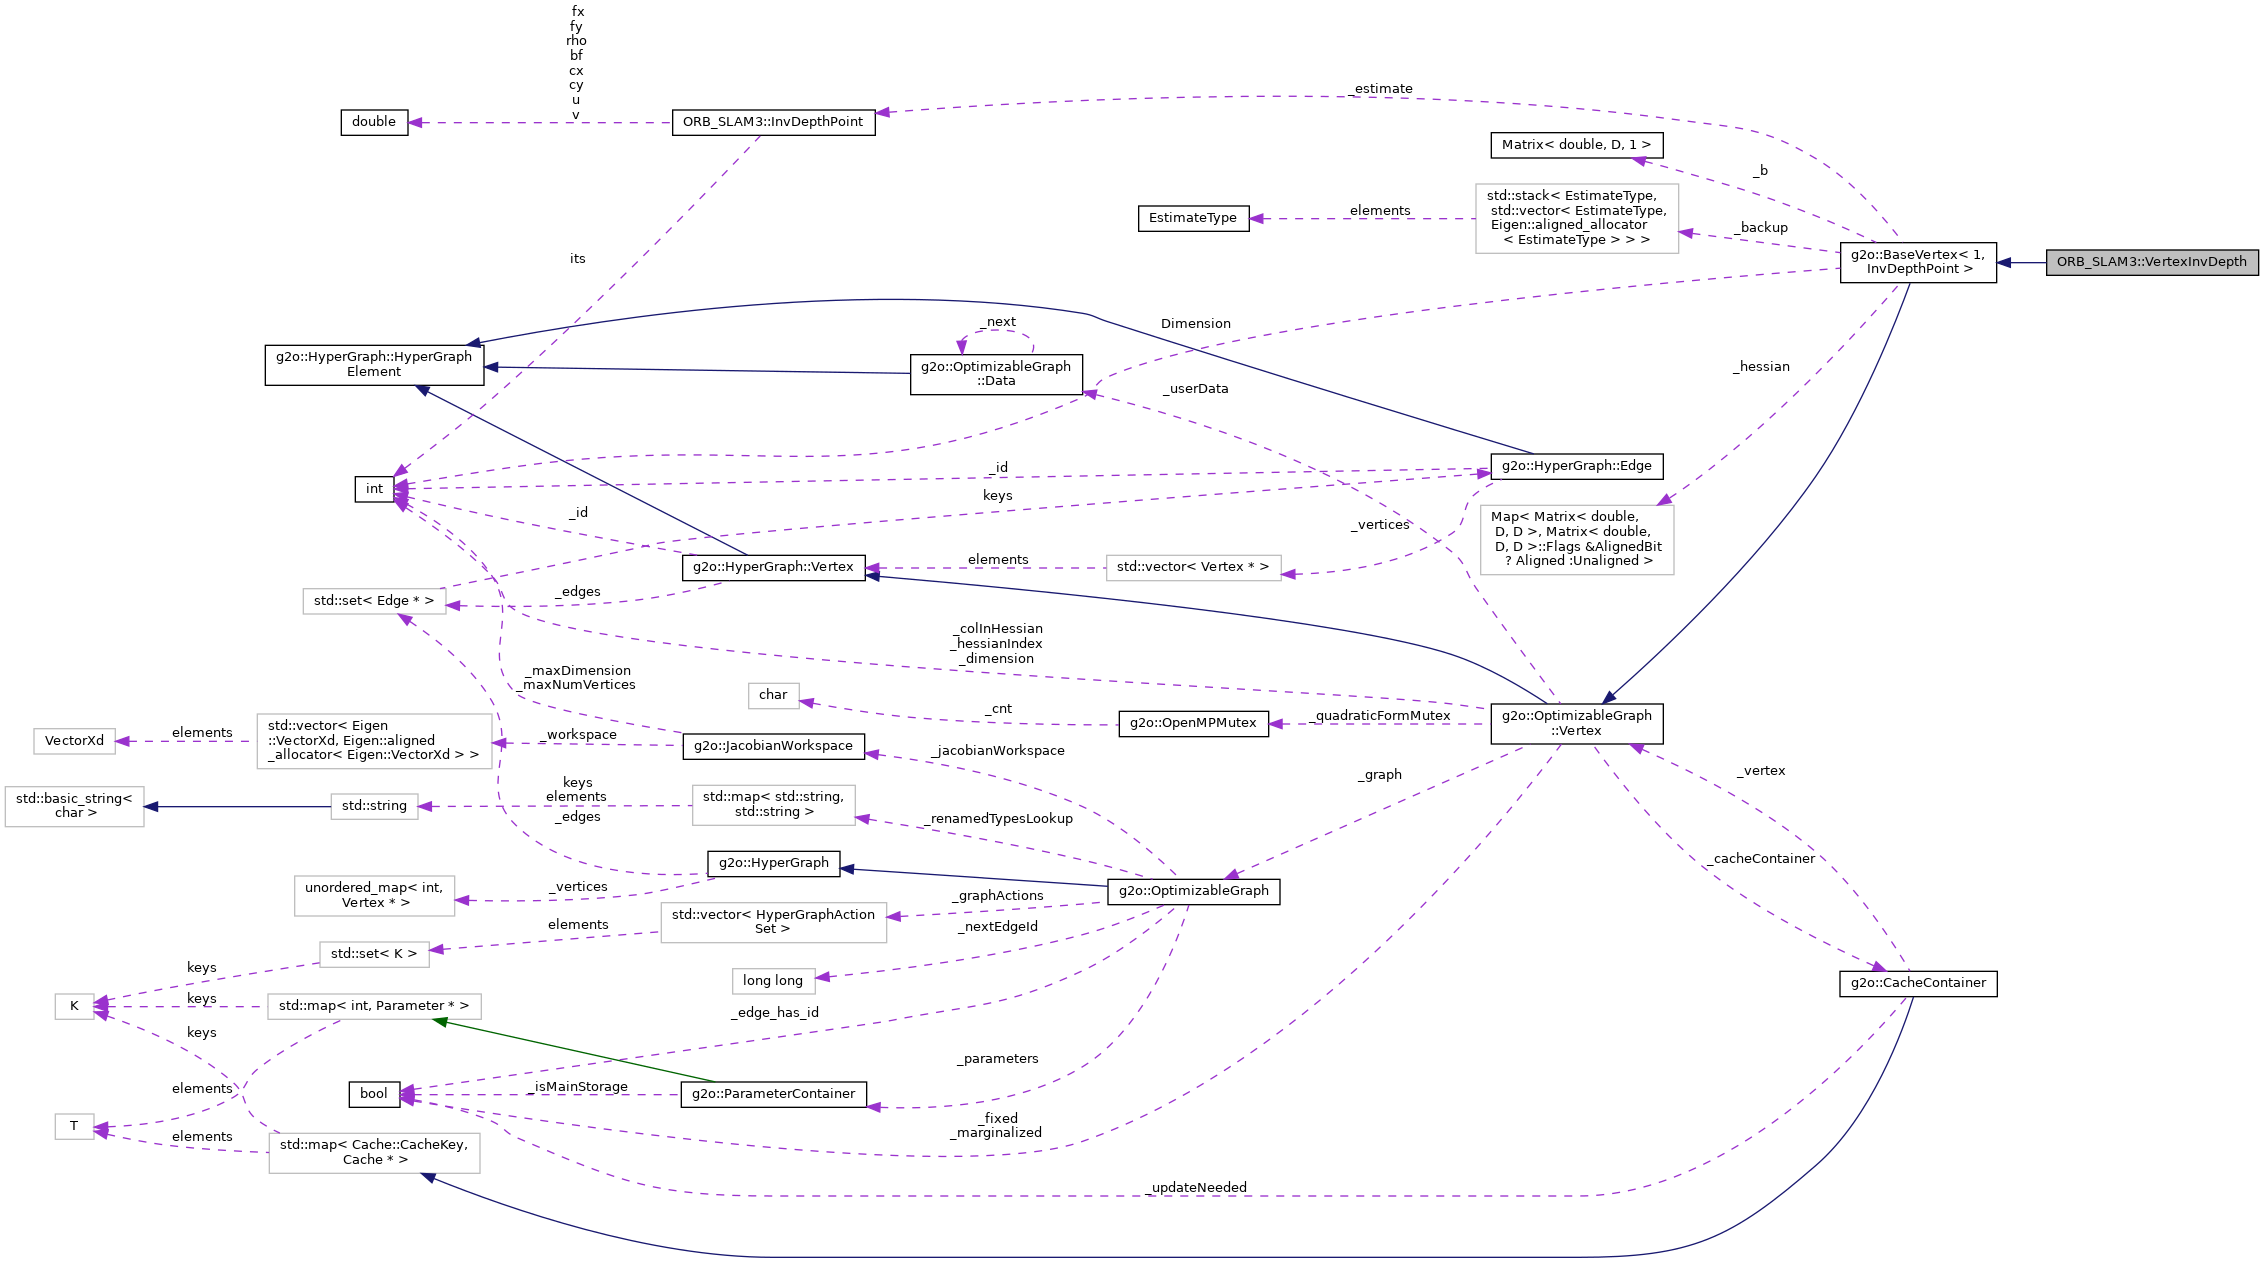 fx
fy
rho
bf
cx
cy
u
v
_estimate
double
ORB_SLAM3::InvDepthPoint
Matrix< double, D, 1 >
_b
std::stack< EstimateType,
std::vector< EstimateType,
Eigen::aligned_allocator
< EstimateType > > >
EstimateType
elements
_backup
g2o::BaseVertex< 1,
InvDepthPoint >
ORB_SLAM3::VertexInvDepth
its
Dimension
_next
g2o::HyperGraph::HyperGraph
Element
g2o::OptimizableGraph
::Data
_hessian
_userData
g2o::HyperGraph::Edge
_id
int
keys
_id
Map< Matrix< double,
D, D >, Matrix< double,
D, D >::Flags &AlignedBit
? Aligned :Unaligned >
_vertices
elements
g2o::HyperGraph::Vertex
std::vector< Vertex * >
_edges
std::set< Edge * >
_colInHessian
_hessianIndex
_dimension
_maxDimension
_maxNumVertices
char
_cnt
g2o::OpenMPMutex
_quadraticFormMutex
g2o::OptimizableGraph
::Vertex
VectorXd
elements
std::vector< Eigen
::VectorXd, Eigen::aligned
_allocator< Eigen::VectorXd > >
_workspace
g2o::JacobianWorkspace
_jacobianWorkspace
_graph
_vertex
keys
elements
std::basic_string<
char >
std::string
std::map< std::string,
std::string >
_edges
_renamedTypesLookup
_cacheContainer
g2o::HyperGraph
unordered_map< int,
Vertex * >
_vertices
g2o::OptimizableGraph
_graphActions
std::vector< HyperGraphAction
Set >
elements
_nextEdgeId
std::set< K >
keys
long long
g2o::CacheContainer
K
keys
std::map< int, Parameter * >
_edge_has_id
keys
_parameters
elements
bool
_isMainStorage
g2o::ParameterContainer
_fixed
_marginalized
T
elements
std::map< Cache::CacheKey,
Cache * >
_updateNeeded